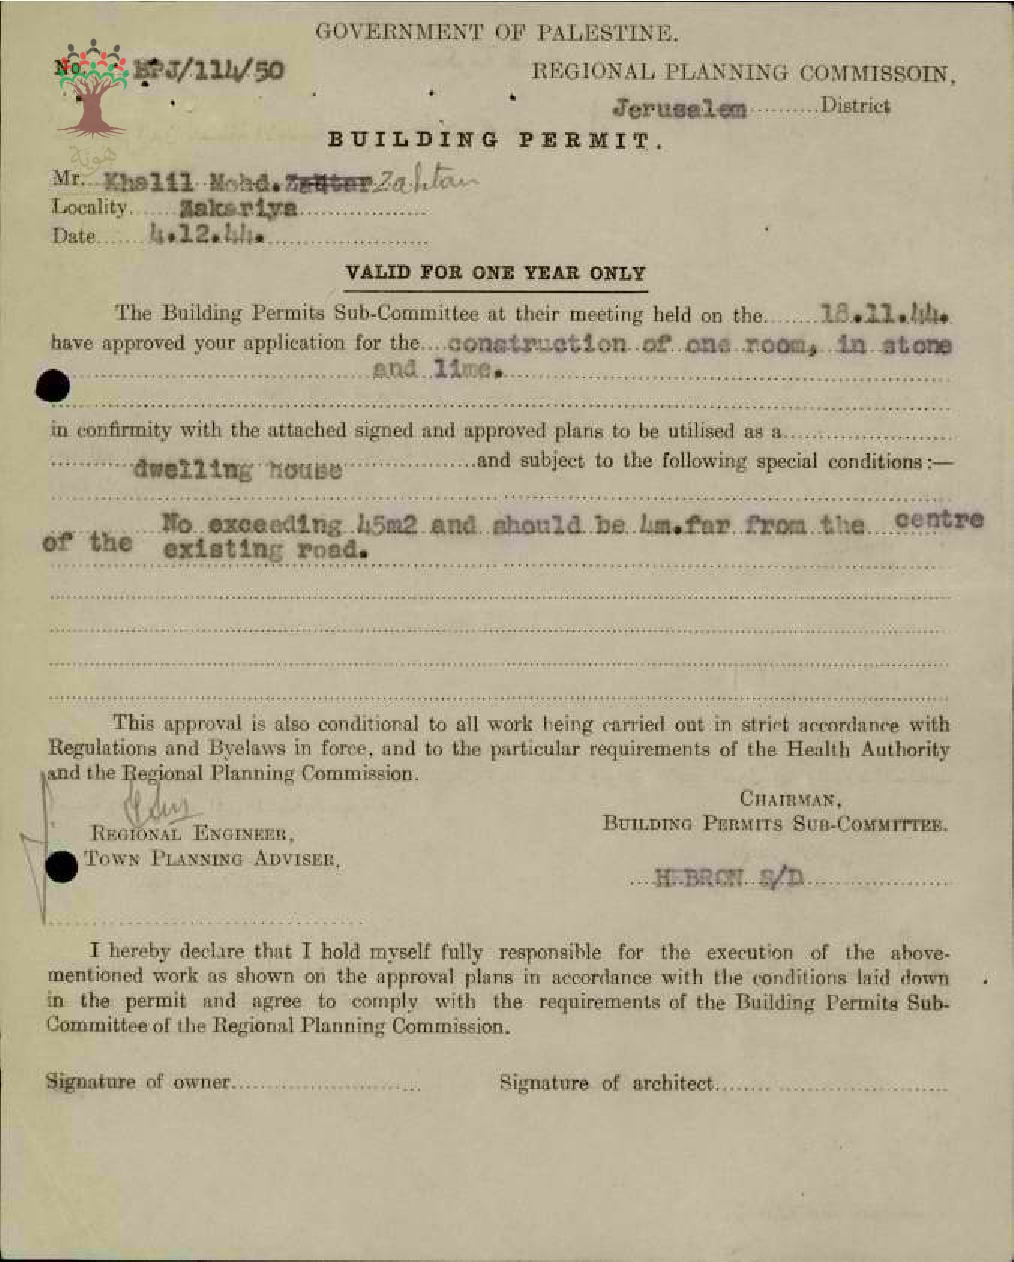 GOVERNMENT OF PALESTINE.
No. BPJ/114/50
REGIONAL PLANNING COMMISSOIN,
Jerusalem..........District
هوية
BUILDING PERMIT.
Mr...Khalil Mohd. Zahtan
Locality......Zakariya..................
Date.......4.12.44...........................
VALID FOR ONE YEAR ONLY
The Building Permits Sub-Committee at their meeting held on the........18.11.44.
have approved your application for the....construction of one room, in stone
and lime.
in confirmity with the attached signed and approved plans to be utilised as a
dwelling house...................and subject to the following special conditions :—
No exceeding 45m2 and should be 4m.far from the centre
of the existing road.
This approval is also conditional to all work being carried out in strict accordance with
Regulations and Byelaws in force, and to the particular requirements of the Health Authority
and the Regional Planning Commission.
CHAIRMAN,
BUILDING PERMITS SUB-COMMITTEE.
REGIONAL ENGINEER,
TOWN PLANNING ADVISER,
....HEBRON S/D....................
I hereby declare that I hold myself fully responsible for the execution of the above-
mentioned work as shown on the approval plans in accordance with the conditions laid down
in the permit and agree to comply with the requirements of the Building Permits Sub-
Committee of the Regional Planning Commission.
Signature of owner.......................... Signature of architect................................